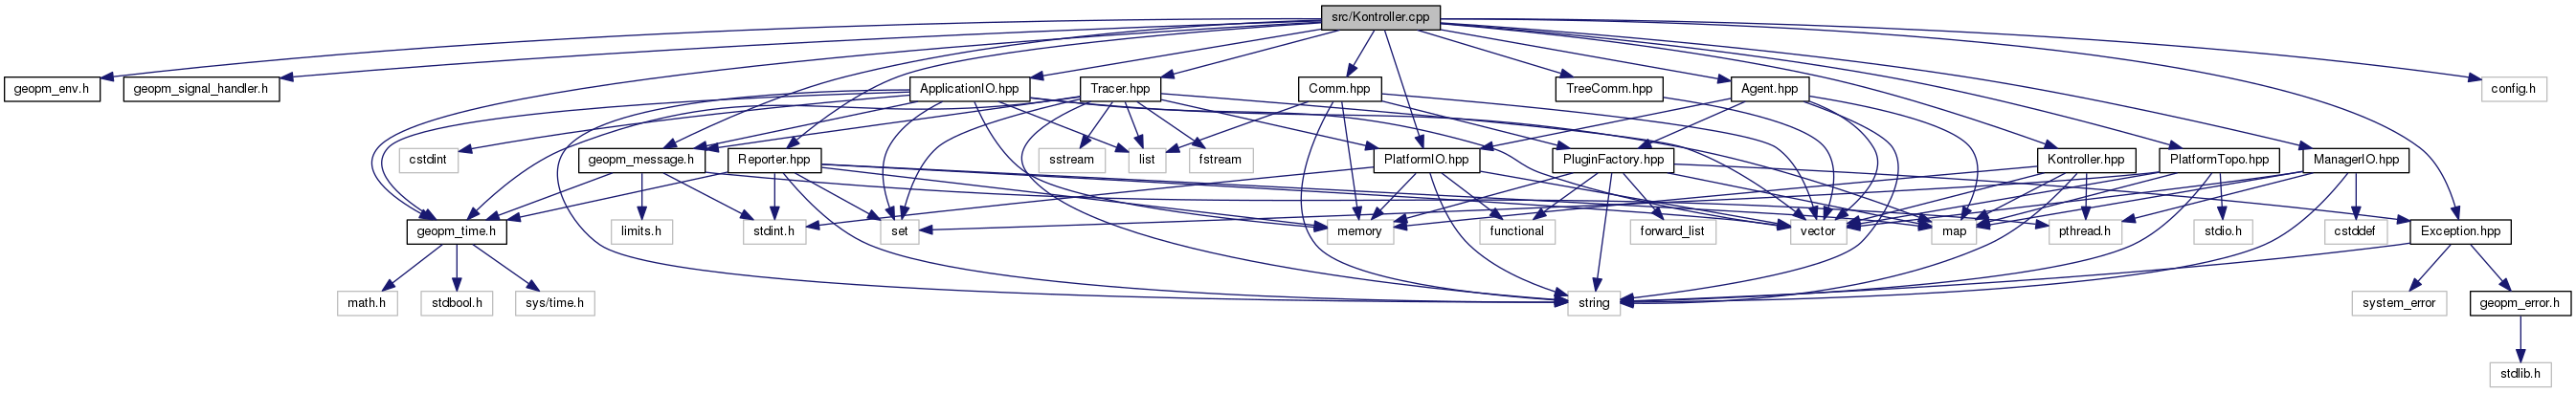 src/Kontroller.cpp
geopm_env.h
geopm_signal_handler.h
ApplicationIO.hpp
Tracer.hpp
Comm.hpp
TreeComm.hpp
Agent.hpp
config.h
cstdint
geopm_message.h
Reporter.hpp
sstream
list
fstream
PlatformIO.hpp
PluginFactory.hpp
Kontroller.hpp
PlatformTopo.hpp
ManagerIO.hpp
geopm_time.h
limits.h
stdint.h
set
memory
functional
forward_list
vector
map
pthread.h
stdio.h
cstddef
Exception.hpp
math.h
stdbool.h
sys/time.h
string
system_error
geopm_error.h
stdlib.h